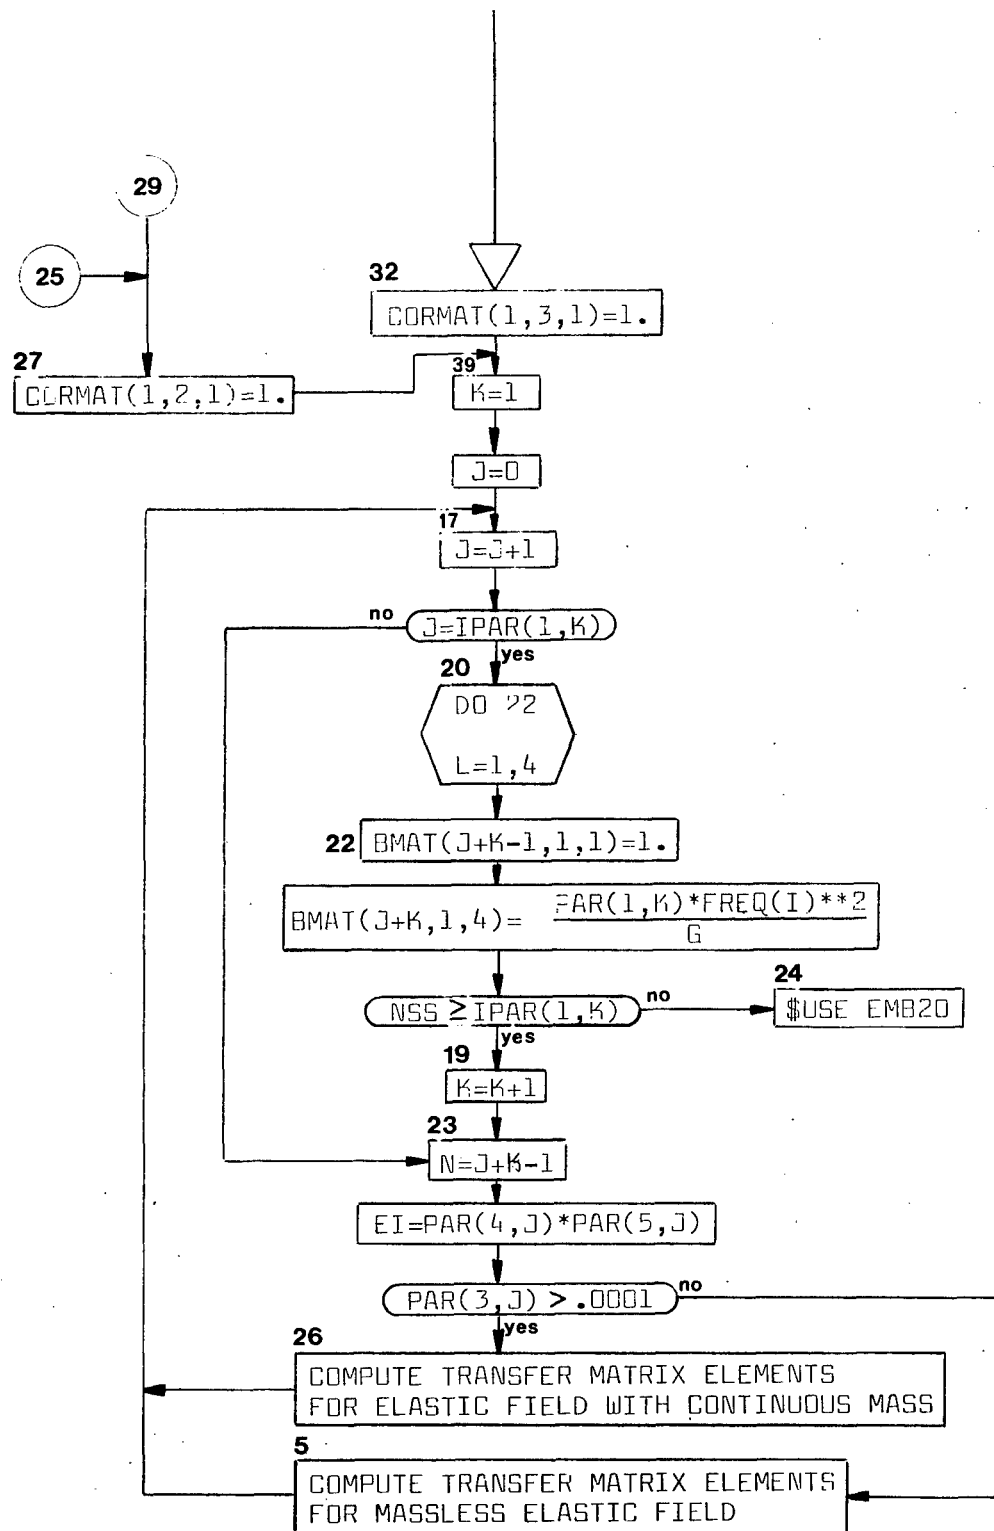 29
25
32
CORMAT(1,3,1)=1.
27
CORMAT(1,2,1)=1.
39
K=1
J=0
17
J=J+1
no
J=IPAR(1,K)
yes
20
DO 22
L=1,4
22
BMAT(J+K-1,1,1)=1.
BMAT(J+K,1,4)=
PAR(1,K)*FREQ(I)**2
G
NSS ≥ IPAR(1,K)
no
24
$USE EMB20
yes
19
K=K+1
23
N=J+K-1
EI=PAR(4,J)*PAR(5,J)
PAR(3,J) > .0001
no
yes
26
COMPUTE TRANSFER MATRIX ELEMENTS
FOR ELASTIC FIELD WITH CONTINUOUS MASS
5
COMPUTE TRANSFER MATRIX ELEMENTS
FOR MASSLESS ELASTIC FIELD